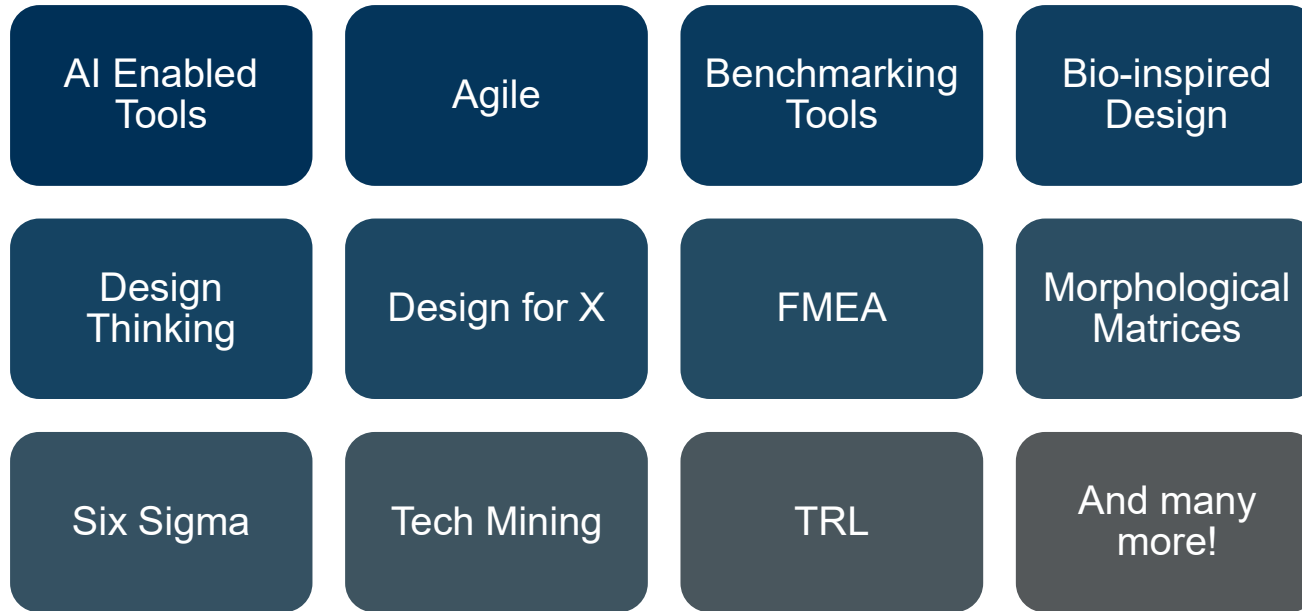 AI Enabled
Tools
Agile
Benchmarking
Tools
Bio-inspired
Design
Design
Thinking
Design for X
FMEA
Morphological
Matrices
Six Sigma
Tech Mining
TRL
And many
more!